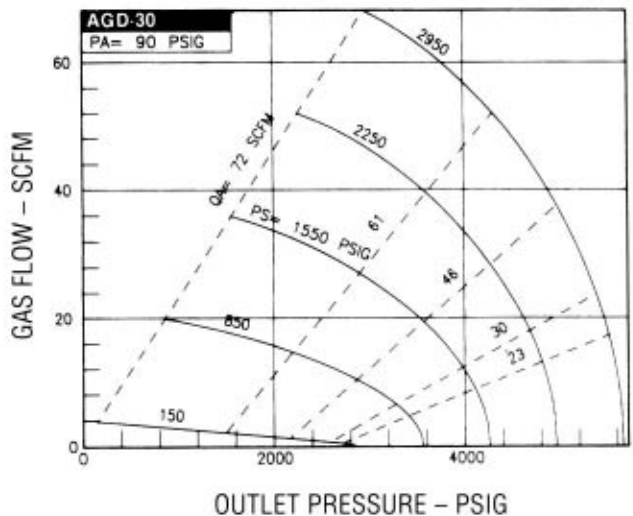 AGD-30
PA= 90 PSIG
60
40
20
0
GAS FLOW – SCFM
QA= 72 SCFM
2950
2250
PS= 1550 PSIG
61
46
850
30
23
150
0
2000
4000
OUTLET PRESSURE – PSIG